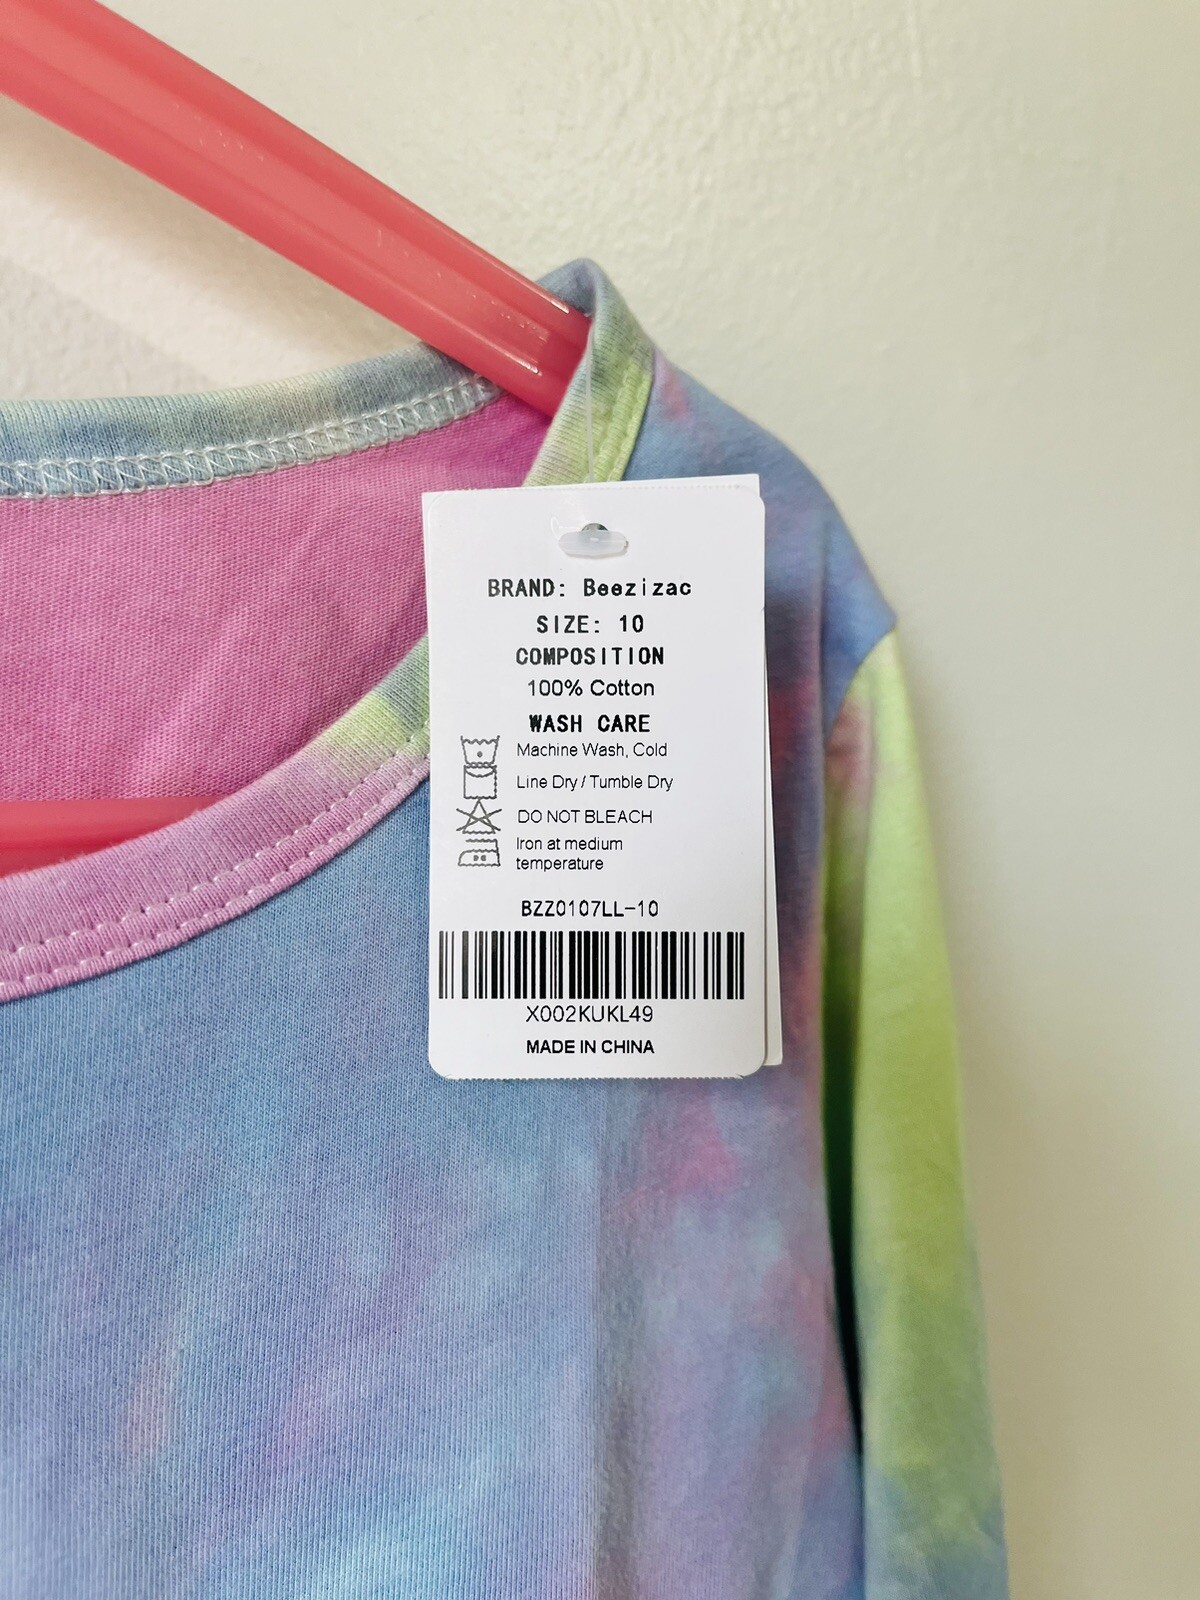 BRAND: Beezizac
SIZE: 10
COMPOSITION
100% Cotton
WASH CARE
Machine Wash, Cold
Line Dry / Tumble Dry
DO NOT BLEACH
Iron at medium
temperature
BZZ0107LL-10
X002KUKL49
MADE IN CHINA